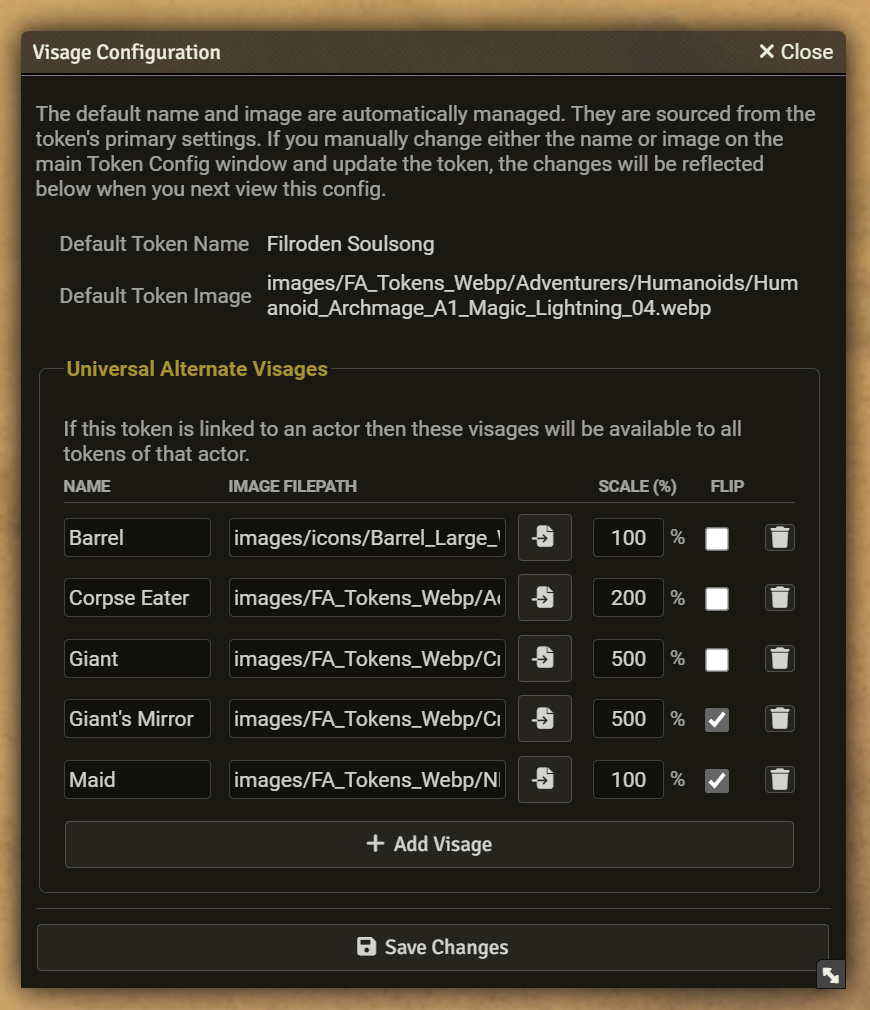 Visage Configuration
Close
The default name and image are automatically managed. They are sourced from the
token's primary settings. If you manually change either the name or image on the
main Token Config window and update the token, the changes will be reflected
below when you next view this config.
Default Token Name Filroden Soulsong
Default Token Image images/FA_Tokens_Webp/Adventurers/Humanoids/Hum
anoid_Archmage_A1_Magic_Lightning_04.webp
Universal Alternate Visages
If this token is linked to an actor then these visages will be available to all
tokens of that actor.
NAME IMAGE FILEPATH SCALE (%) FLIP
Barrel images/icons/Barrel_Large_ 100 %
Corpse Eater images/FA_Tokens_Webp/A 200 %
Giant images/FA_Tokens_Webp/C 500 %
Giant's Mirror images/FA_Tokens_Webp/C 500 %
Maid images/FA_Tokens_Webp/N 100 %
Add Visage
Save Changes